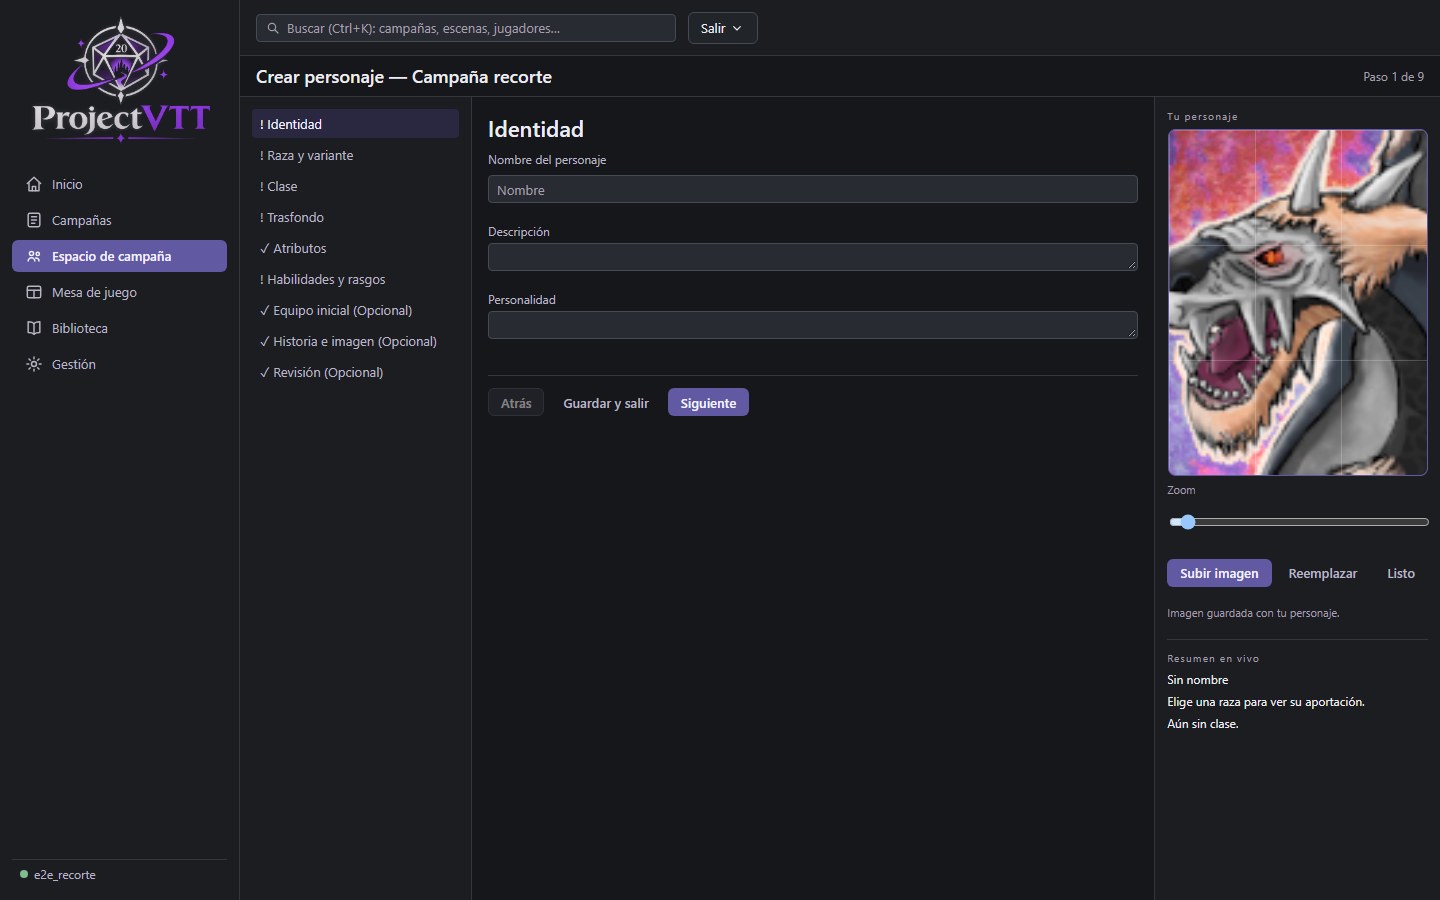 20
ProjectVTT
Inicio
Campañas
Espacio de campaña
Mesa de juego
Biblioteca
Gestión
e2e_recorte
Buscar (Ctrl+K): campañas, escenas, jugadores...
Salir
Crear personaje — Campaña recorte
Paso 1 de 9
! Identidad
! Raza y variante
! Clase
! Trasfondo
✓ Atributos
! Habilidades y rasgos
✓ Equipo inicial (Opcional)
✓ Historia e imagen (Opcional)
✓ Revisión (Opcional)
Identidad
Nombre del personaje
Nombre
Descripción
Personalidad
Atrás
Guardar y salir
Siguiente
Tu personaje
Zoom
Subir imagen
Reemplazar
Listo
Imagen guardada con tu personaje.
Resumen en vivo
Sin nombre
Elige una raza para ver su aportación.
Aún sin clase.